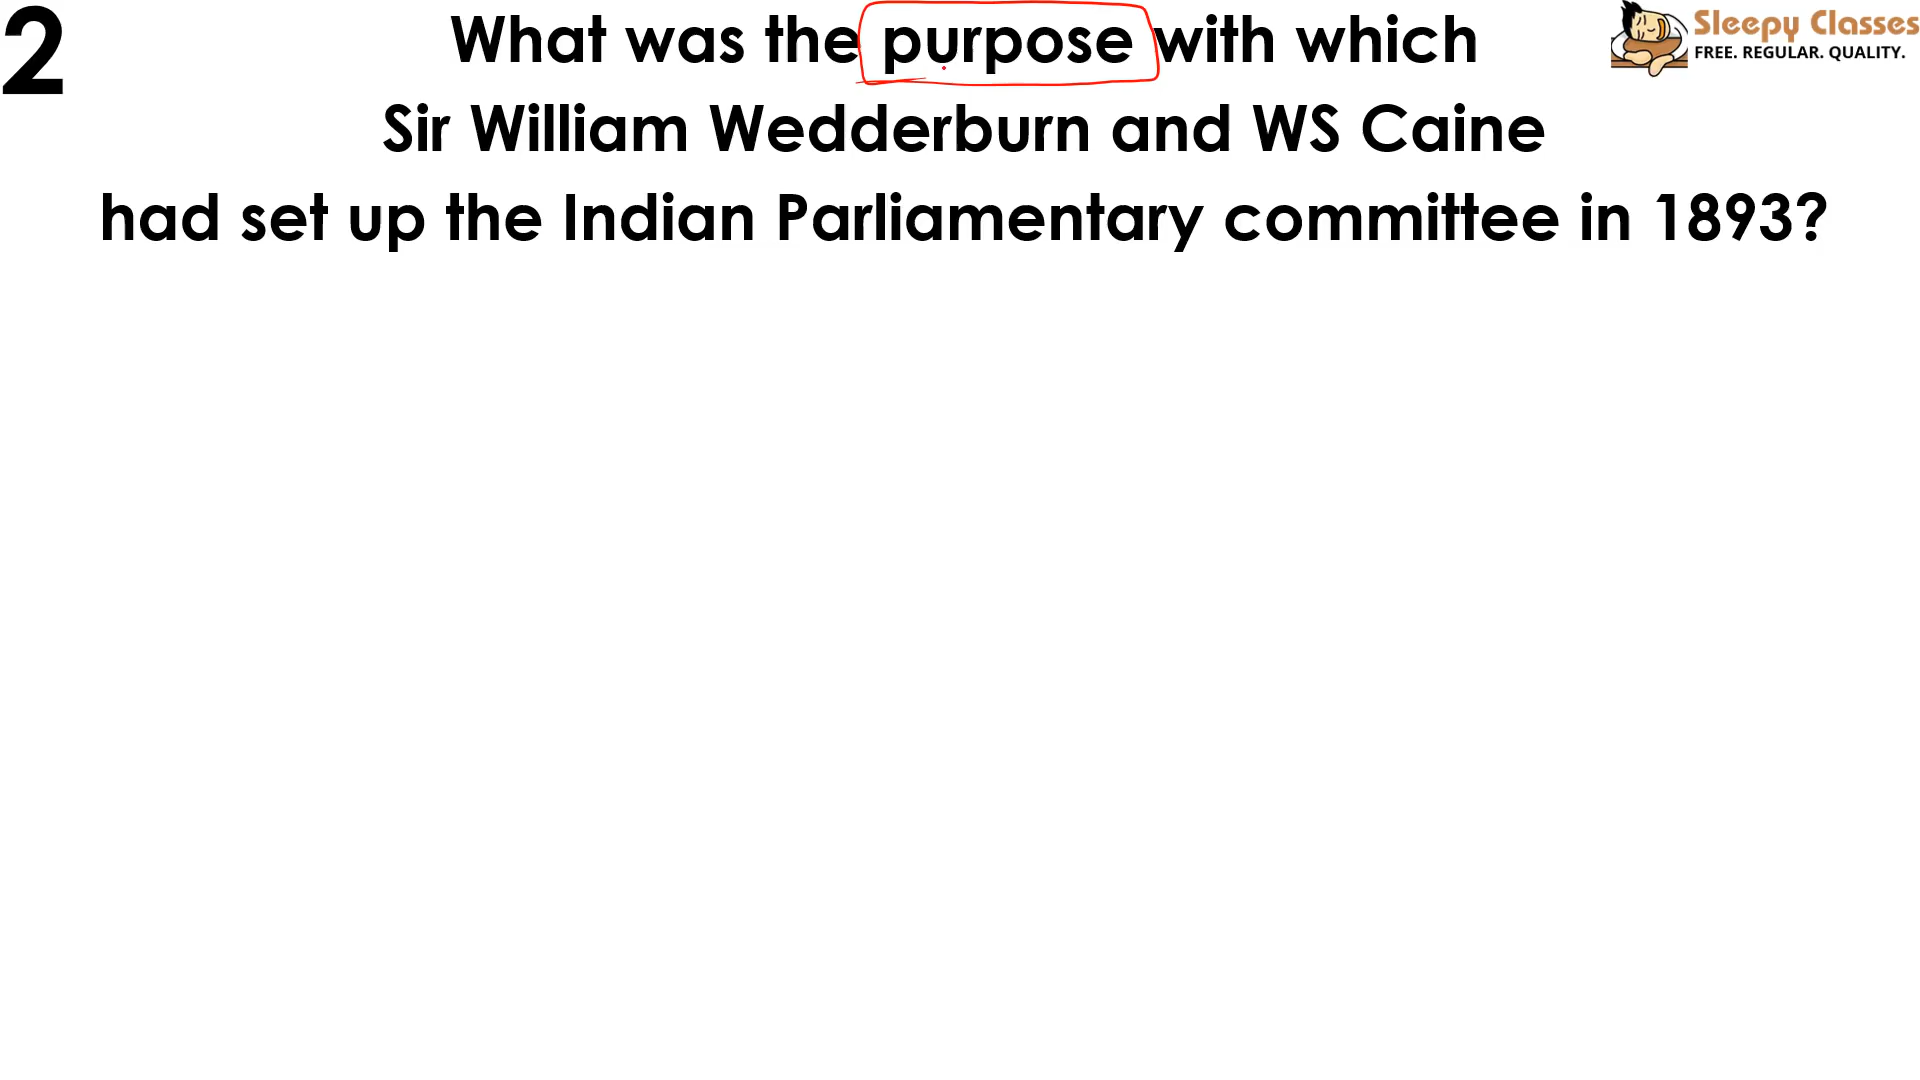 2
What was the purpose with which
Sir William Wedderburn and WS Caine
had set up the Indian Parliamentary committee in 1893?
Sleepy Classes
FREE. REGULAR. QUALITY.